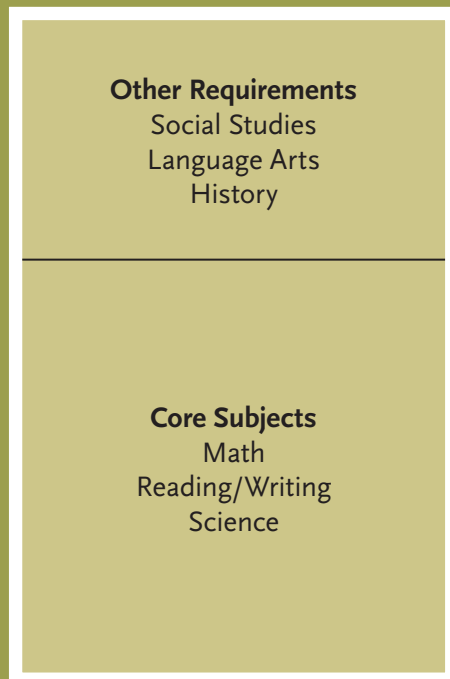 Other Requirements
Social Studies
Language Arts
History
Core Subjects
Math
Reading/Writing
Science